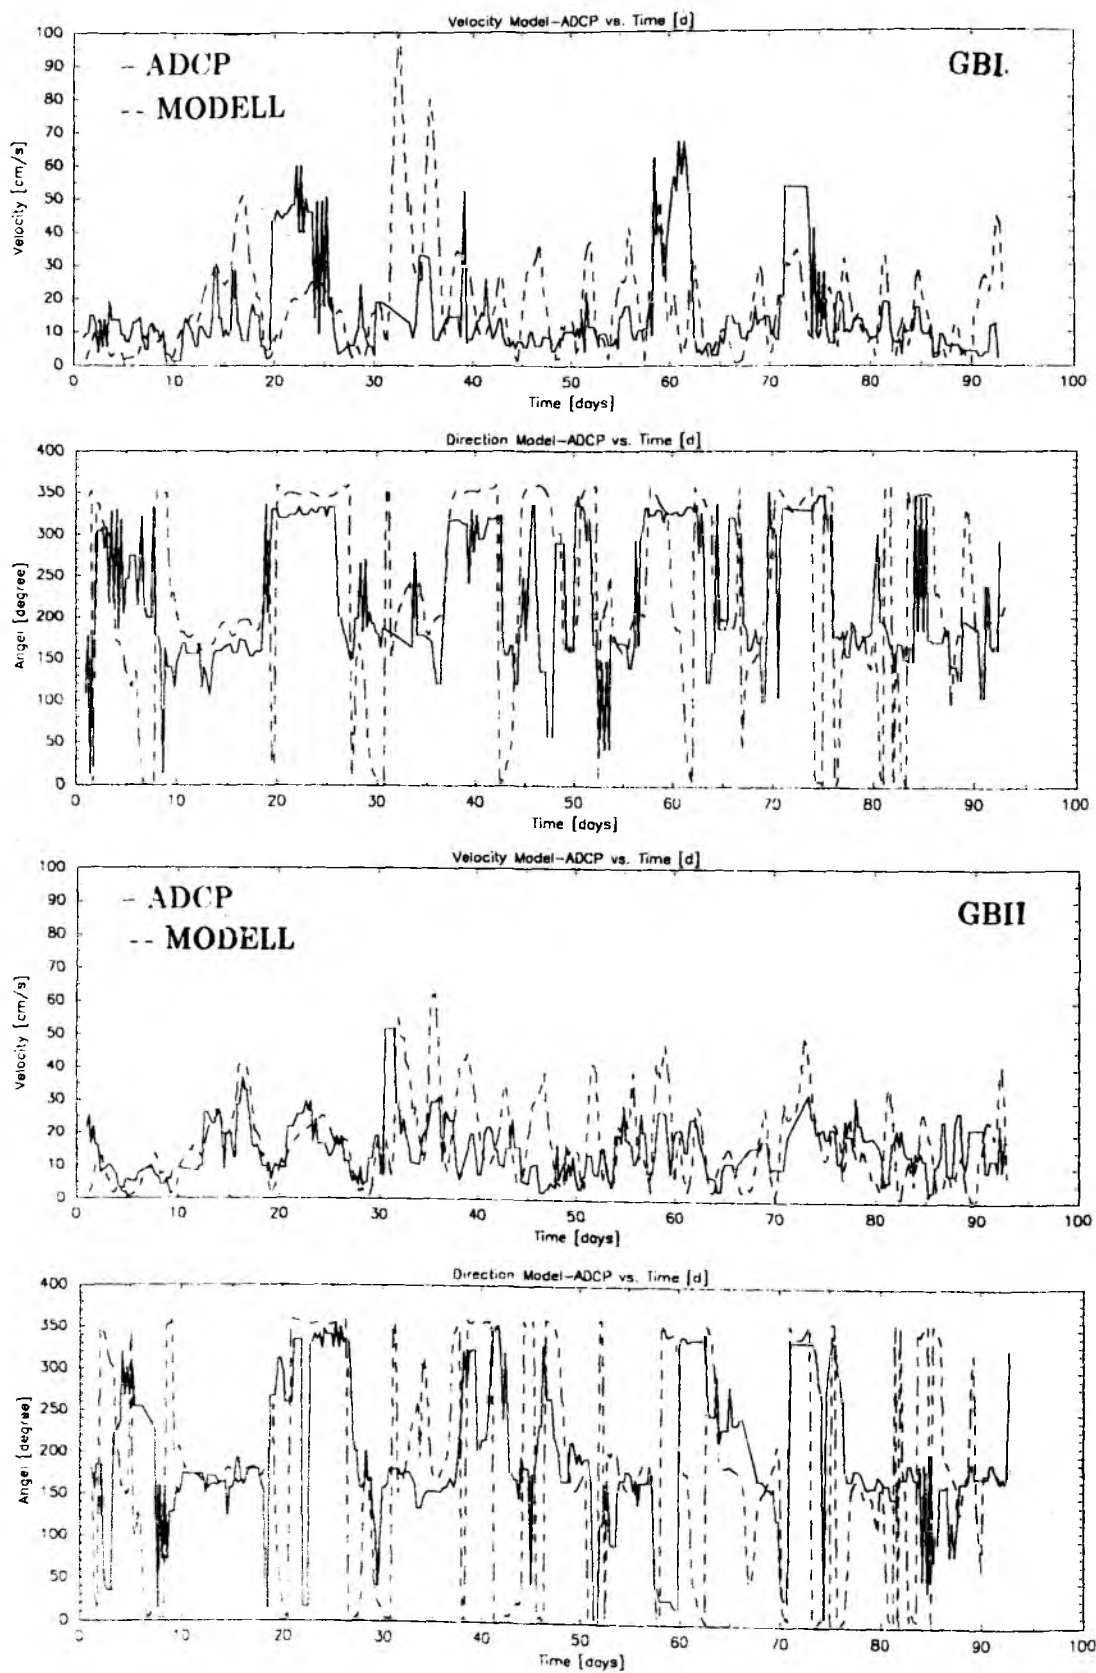 Velocity Model-ADCP vs. Time [d]
100
90
80
70
60
50
40
30
20
10
0
Velocity [cm/s]
- ADCP
-- MODELL
GBI.
0 10 20 30 40 50 60 70 80 90 100
Time [days]
Direction Model-ADCP vs. Time [d]
400
350
300
250
200
150
100
50
0
Angel [degree]
0 10 20 30 40 50 60 70 80 90 100
Time [days]
Velocity Model-ADCP vs. Time [d]
100
90
80
70
60
50
40
30
20
10
0
Velocity [cm/s]
- ADCP
-- MODELL
GBII
0 10 20 30 40 50 60 70 80 90 100
Time [days]
Direction Model-ADCP vs. Time [d]
400
350
300
250
200
150
100
50
0
Angel [degree]
0 10 20 30 40 50 60 70 80 90 100
Time [days]